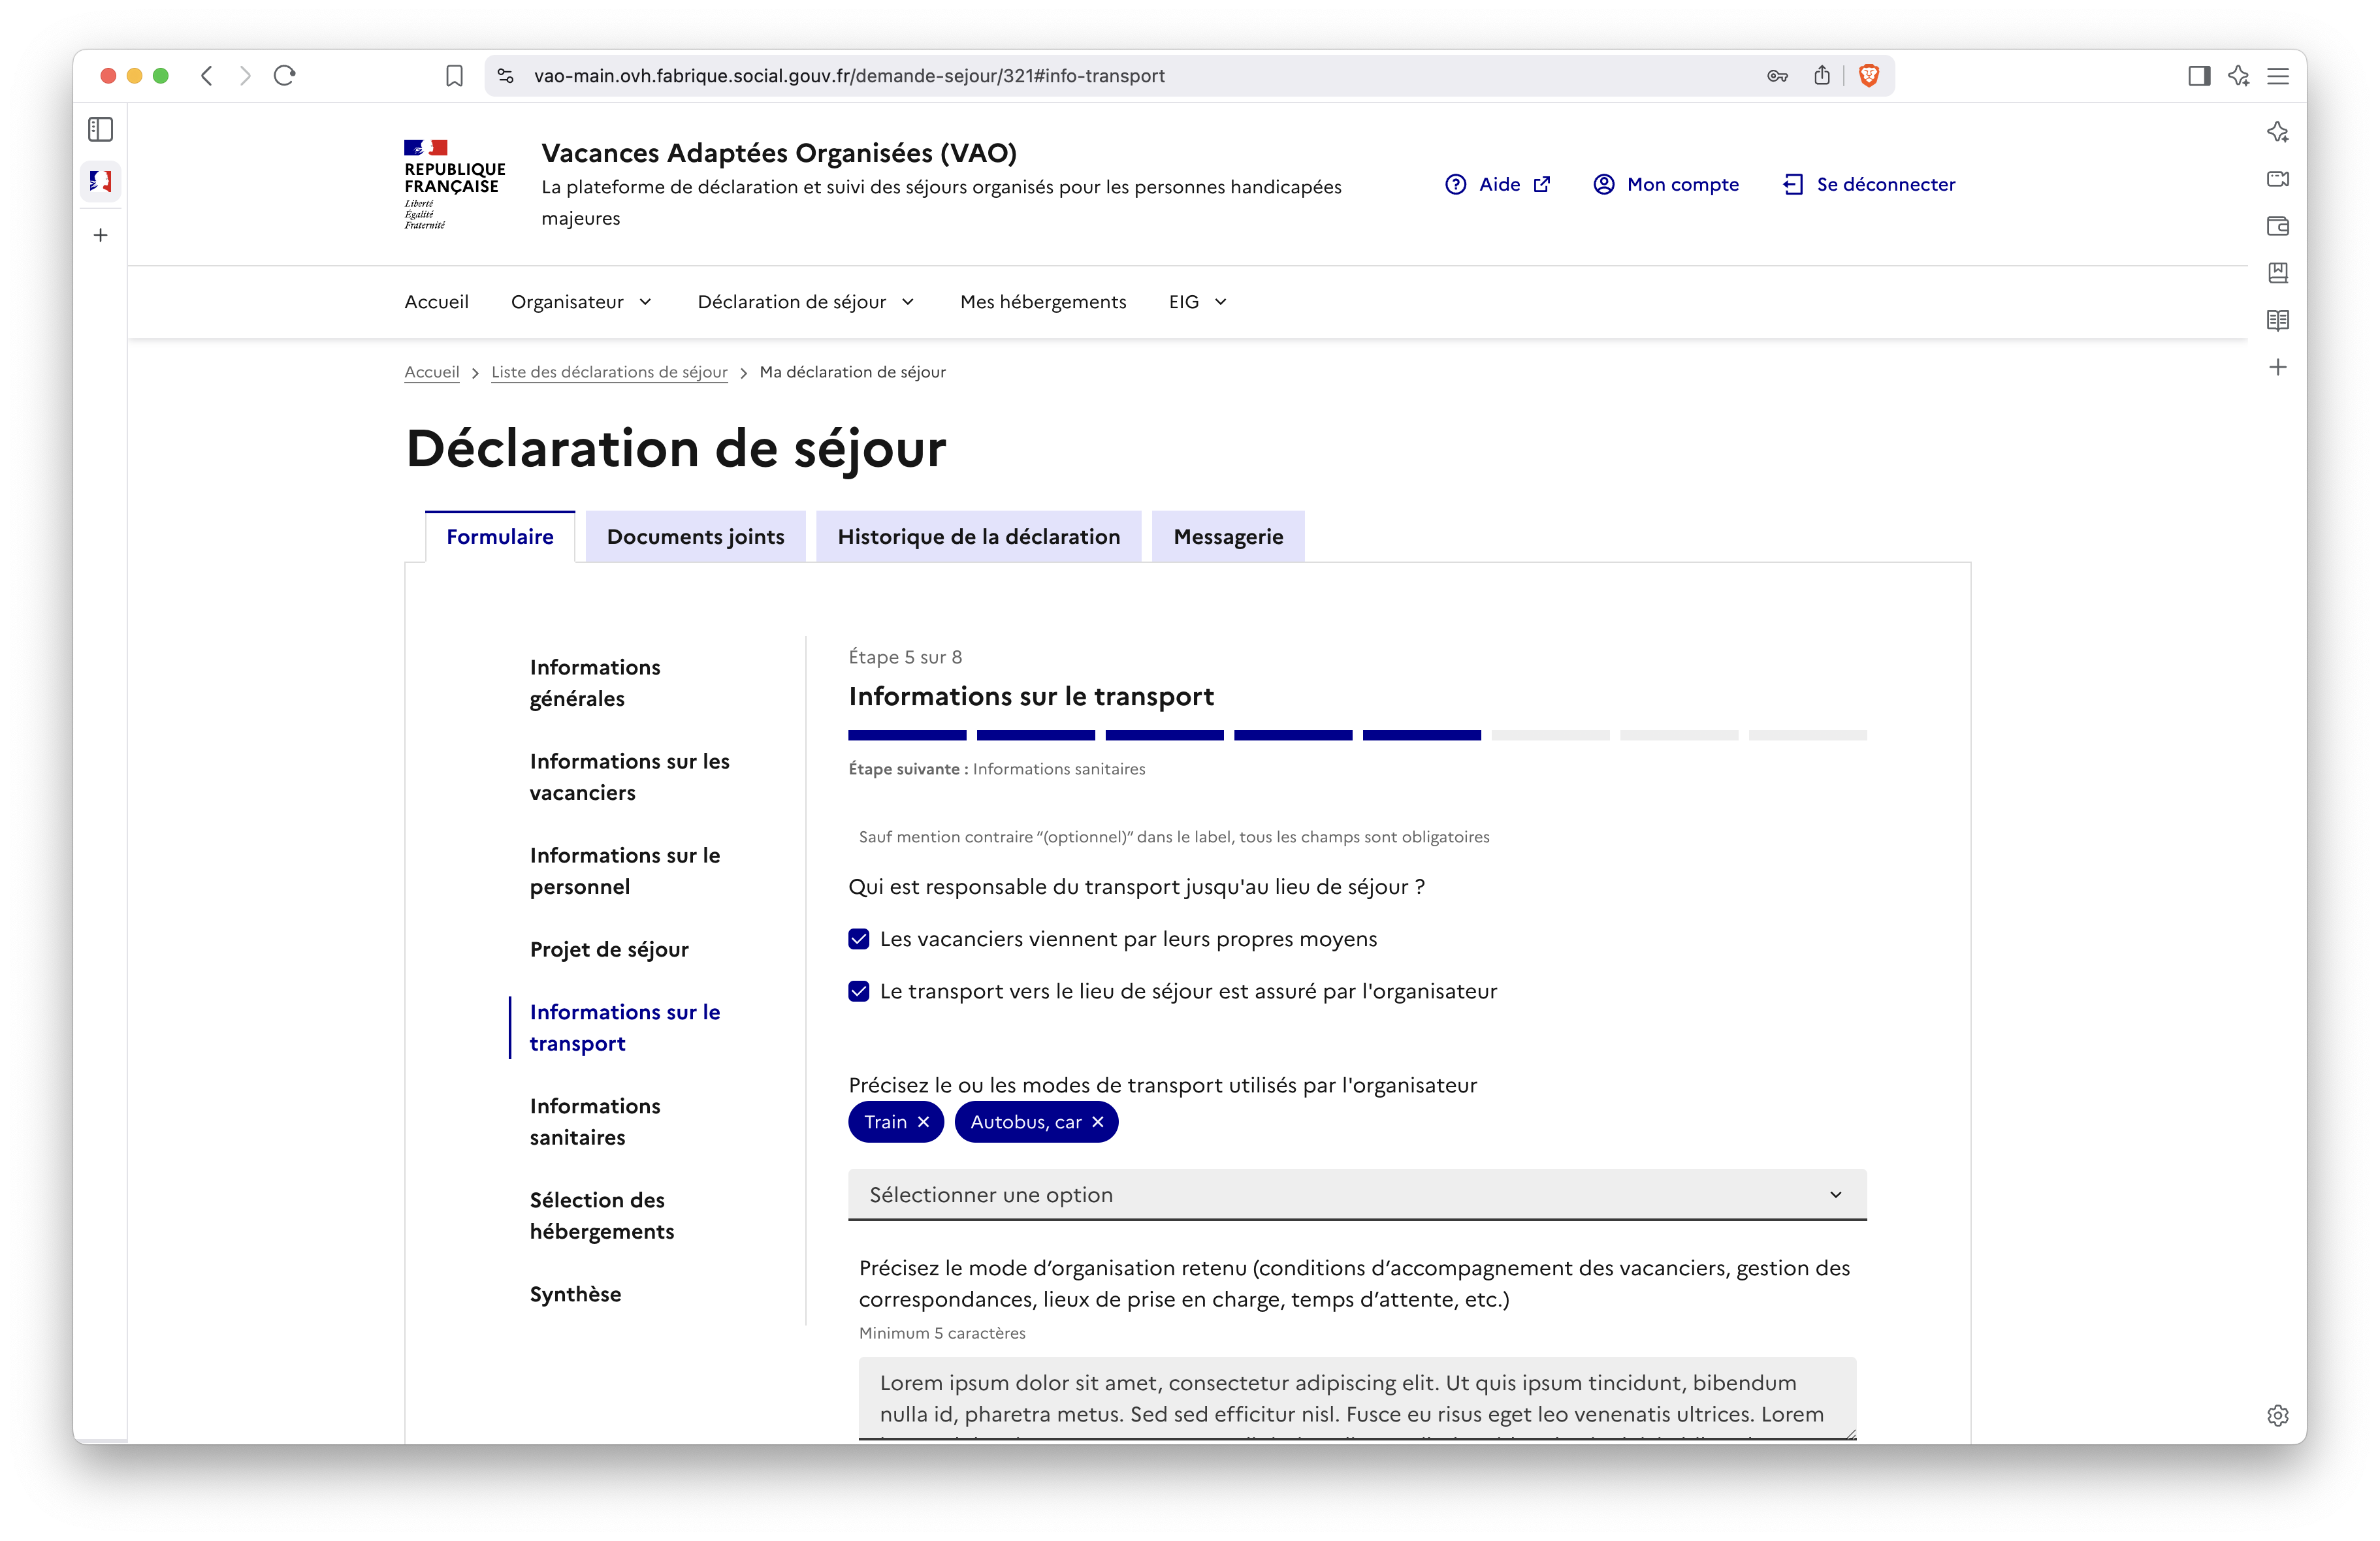 vao-main.ovh.fabrique.social.gouv.fr/demande-sejour/321#info-transport
REPUBLIQUE
FRANÇAISE
Liberté
Égalité
Fraternité
Vacances Adaptées Organisées (VAO)
La plateforme de déclaration et suivi des séjours organisés pour les personnes handicapées
majeures
Aide
Mon compte
Se déconnecter
Accueil
Organisateur
Déclaration de séjour
Mes hébergements
EIG
Accueil > Liste des déclarations de séjour > Ma déclaration de séjour
Déclaration de séjour
Formulaire
Documents joints
Historique de la déclaration
Messagerie
Informations
générales
Informations sur les
vacanciers
Informations sur le
personnel
Projet de séjour
Informations sur le
transport
Informations
sanitaires
Sélection des
hébergements
Synthèse
Étape 5 sur 8
Informations sur le transport
Étape suivante : Informations sanitaires
Sauf mention contraire “(optionnel)” dans le label, tous les champs sont obligatoires
Qui est responsable du transport jusqu'au lieu de séjour ?
Les vacanciers viennent par leurs propres moyens
Le transport vers le lieu de séjour est assuré par l'organisateur
Précisez le ou les modes de transport utilisés par l'organisateur
Train
Autobus, car
Sélectionner une option
Précisez le mode d’organisation retenu (conditions d’accompagnement des vacanciers, gestion des
correspondances, lieux de prise en charge, temps d’attente, etc.)
Minimum 5 caractères
Lorem ipsum dolor sit amet, consectetur adipiscing elit. Ut quis ipsum tincidunt, bibendum
nulla id, pharetra metus. Sed sed efficitur nisl. Fusce eu risus eget leo venenatis ultrices. Lorem